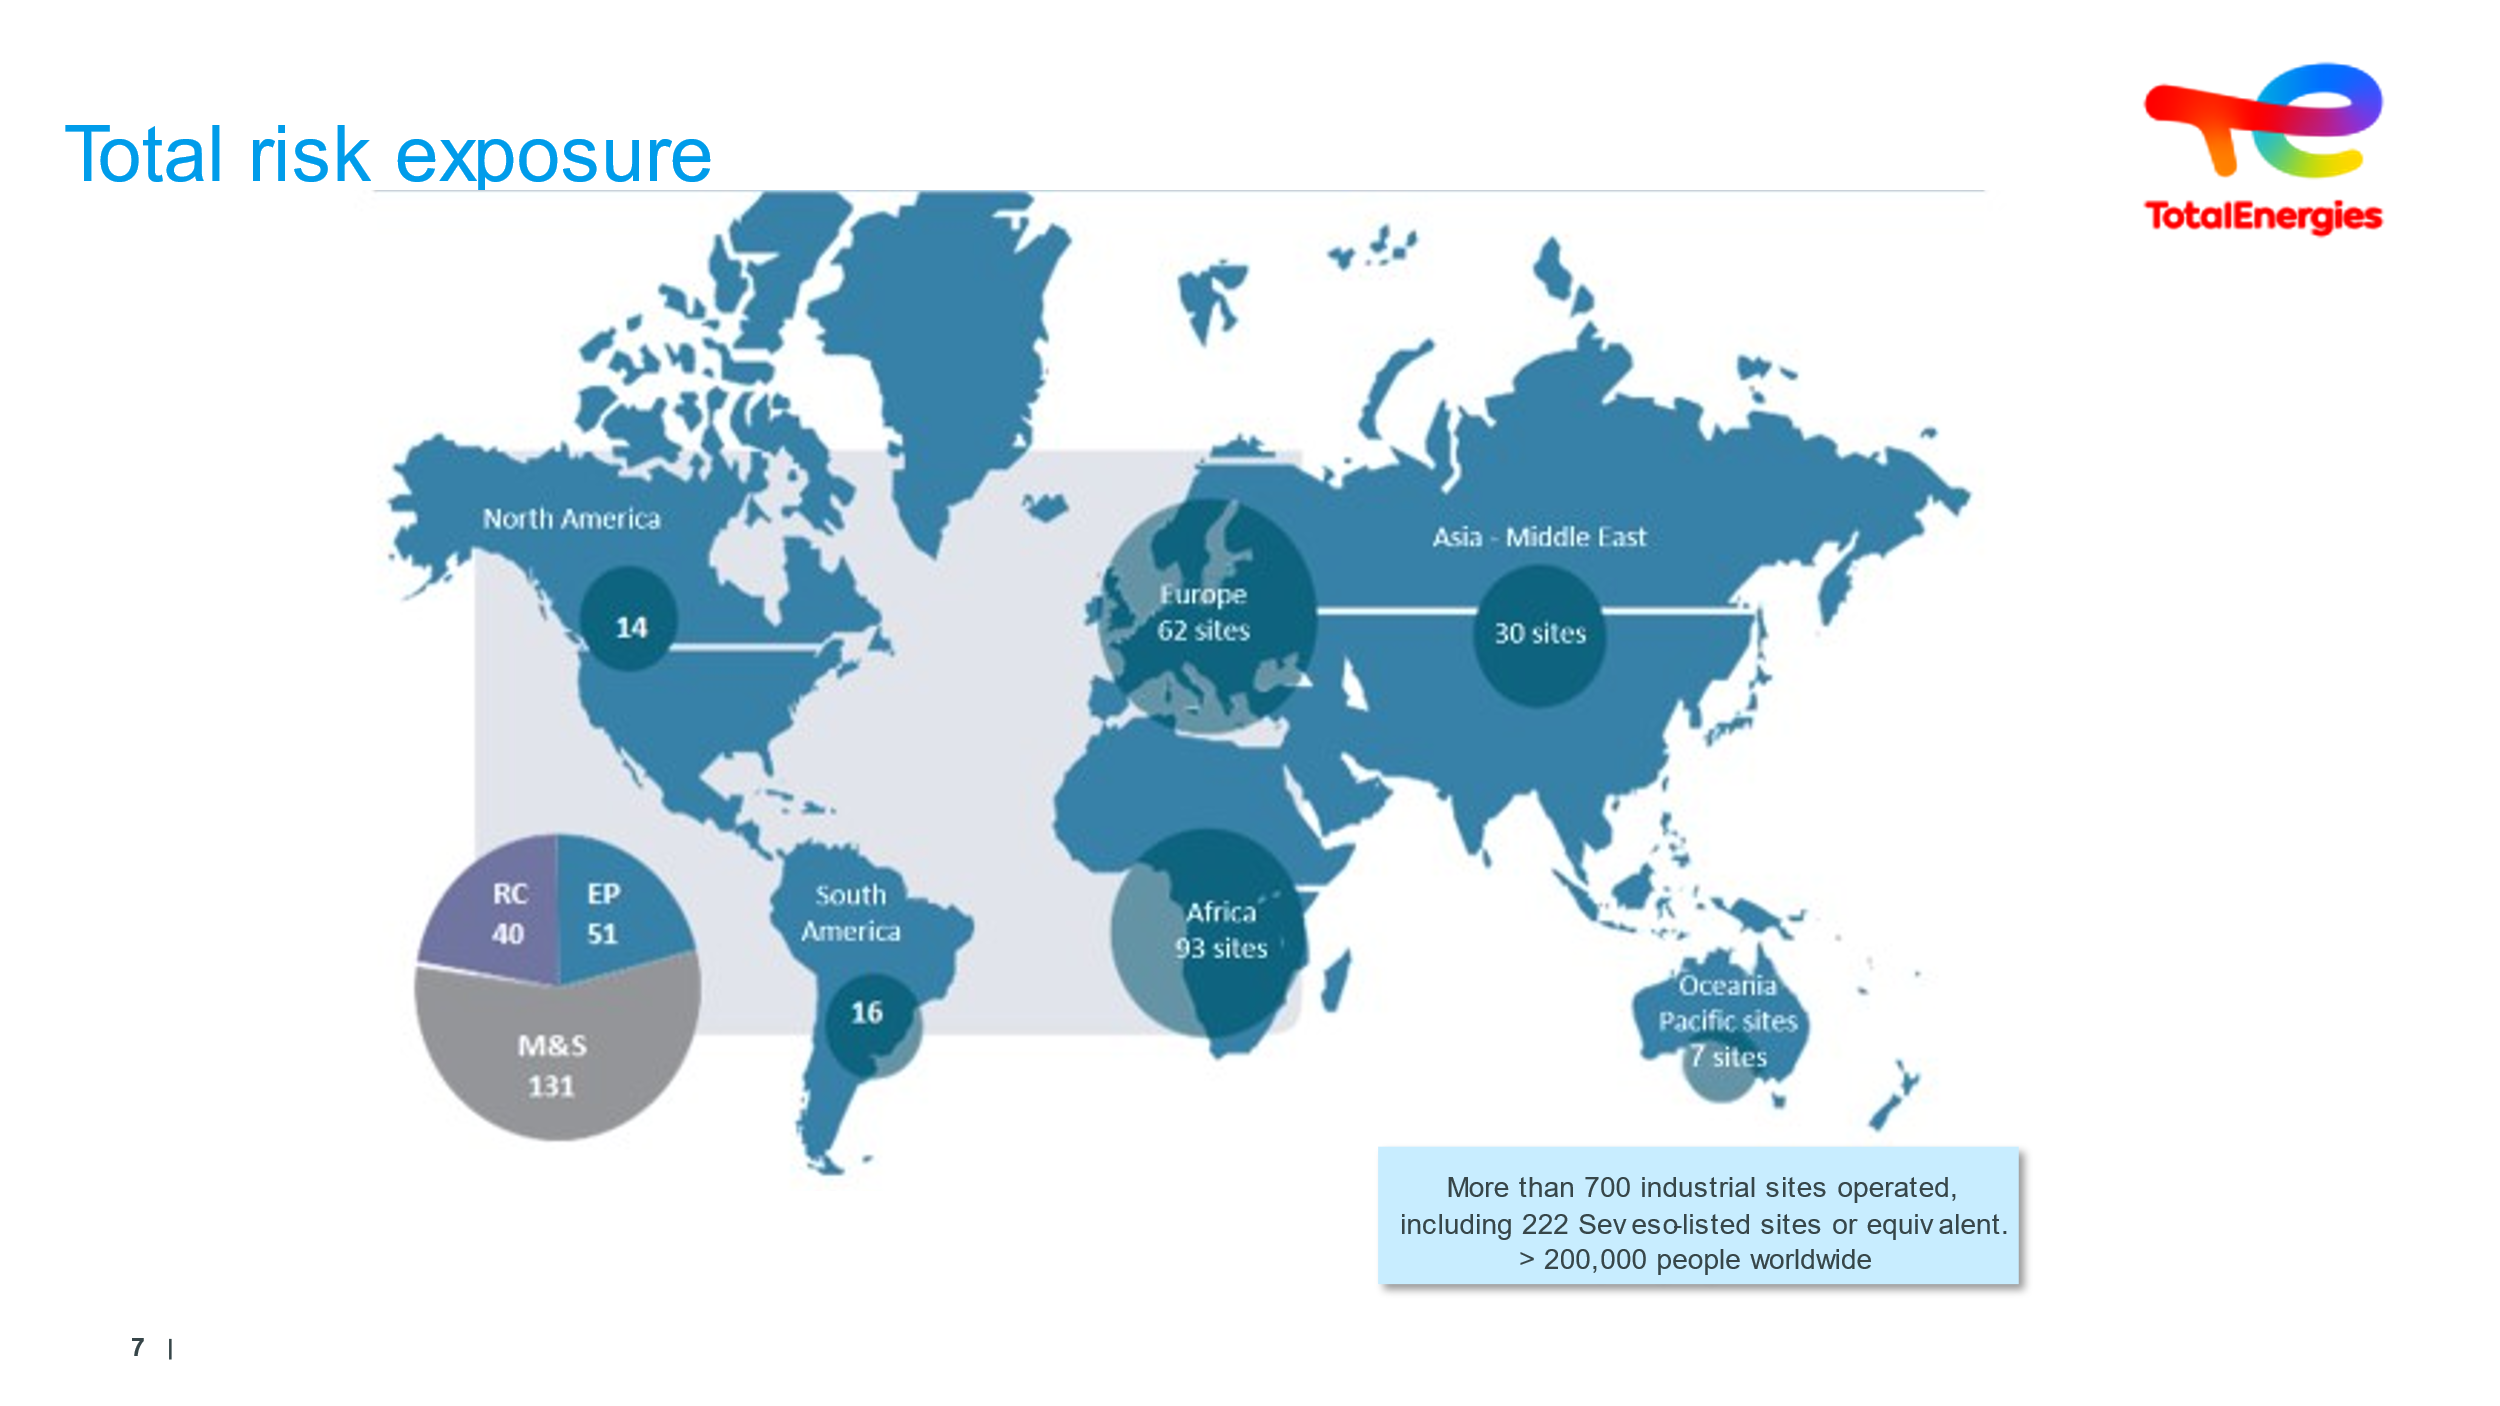 Total risk exposure
TotalEnergies
North America
14
Europe
62 sites
Asia - Middle East
30 sites
RC
40
EP
51
M&S
131
South
America
16
Africa
93 sites
Oceania
Pacific sites
7 sites
More than 700 industrial sites operated,
including 222 Seveso-listed sites or equivalent.
> 200,000 people worldwide
7 |